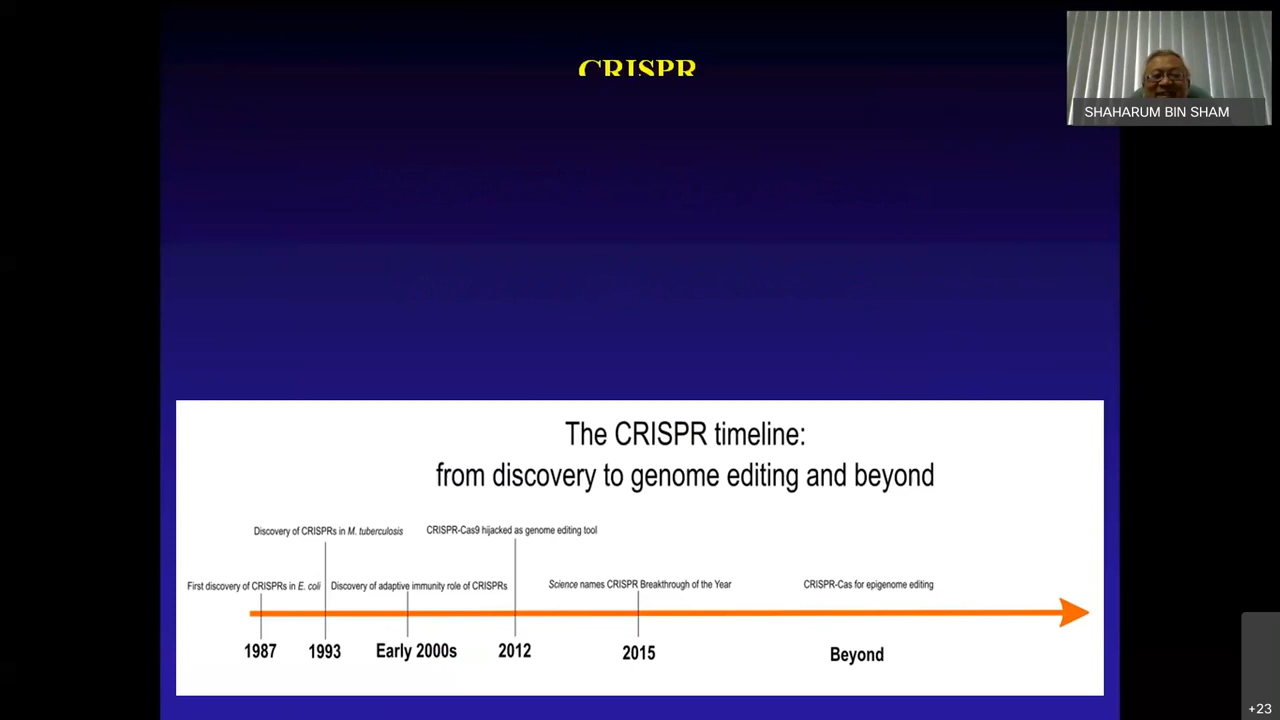 CRISPR
SHAHARUM BIN SHAM
The CRISPR timeline:
from discovery to genome editing and beyond
Discovery of CRISPRs in M. tuberculosis
CRISPR-Cas9 hijacked as genome editing tool
First discovery of CRISPRs in E. coli
Discovery of adaptive immunity role of CRISPRs
Science names CRISPR Breakthrough of the Year
CRISPR-Cas for epigenome editing
1987
1993
Early 2000s
2012
2015
Beyond
+23